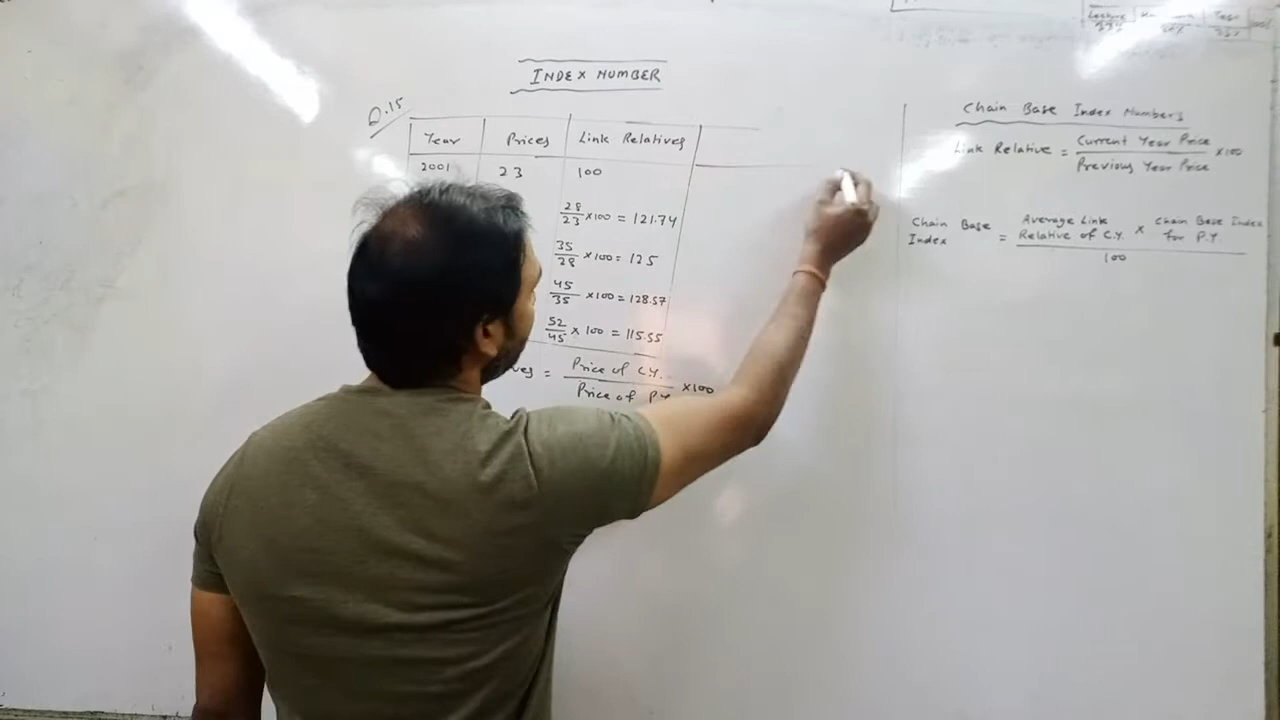 INDEX NUMBER
Q.15
Year Prices Link Relatives
2001 23 100
28/23 ×100 = 121.74
35/28 ×100 = 125
45/35 ×100 = 128.57
52/45 × 100 = 115.55
ves = Price of C.Y. / Price of P.Y ×100
Lecture
Test
Chain Base Index Numbers
Link Relative = Current Year Price / Previous Year Price ×100
Chain Base Index = Average Link Relative of C.Y. × Chain Base Index for P.Y. / 100